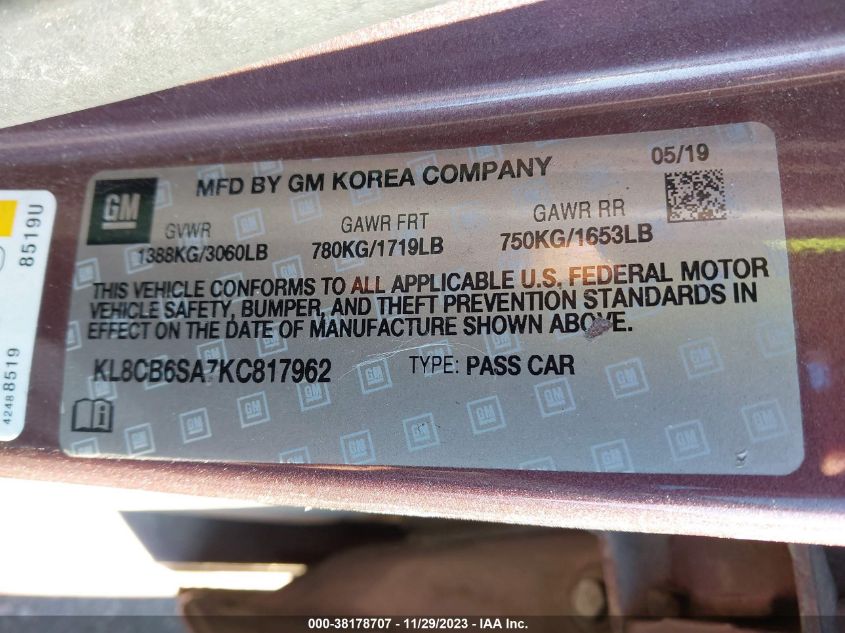 MFD BY GM KOREA COMPANY
05/19
GM
GVWR
GAWR FRT
GAWR RR
1388KG/3060LB
780KG/1719LB
750KG/1653LB
THIS VEHICLE CONFORMS TO ALL APPLICABLE U.S. FEDERAL MOTOR
VEHICLE SAFETY, BUMPER, AND THEFT PREVENTION STANDARDS IN
EFFECT ON THE DATE OF MANUFACTURE SHOWN ABOVE.
KL8CB6SA7KC817962
TYPE: PASS CAR
8519U
42488519
000-38178707 - 11/29/2023 - IAA Inc.